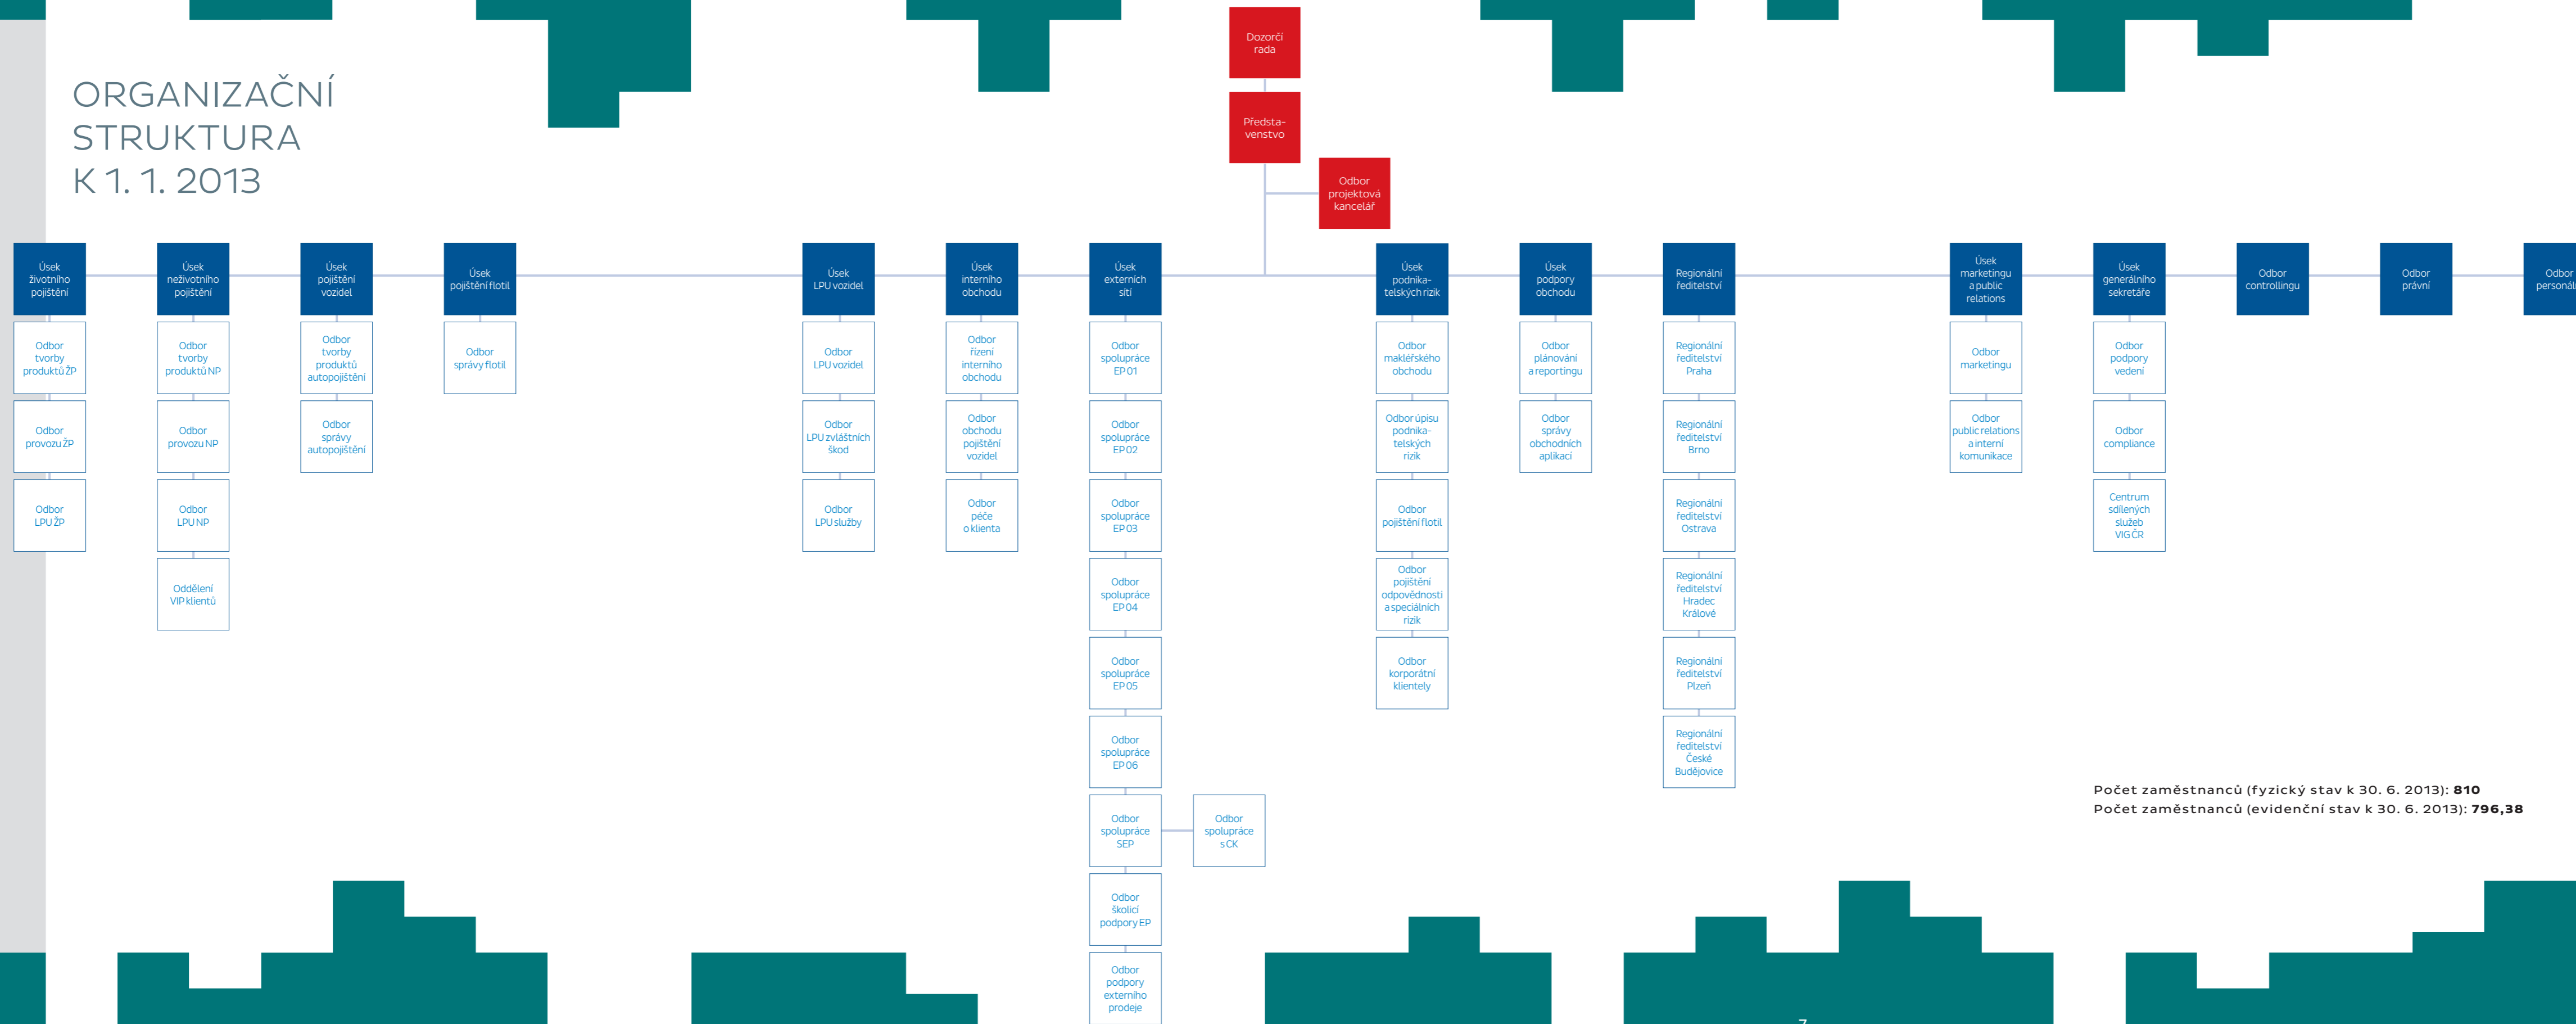 ORGANIZAČNÍ
STRUKTURA
K 1. 1. 2013
Dozorčí
rada
Představ-
venstvo
Odbor
projektová
kancelář
Úsek
životního
pojištění
Odbor
tvorby
produktů ŽP
Odbor
provozu ŽP
Odbor
LPU ŽP
Úsek
neživotního
pojištění
Odbor
tvorby
produktů NP
Odbor
provozu NP
Odbor
LPU NP
Oddělení
VIP klientů
Úsek
pojištění
vozidel
Odbor
tvorby
produktů
autopojištění
Odbor
správy
autopojištění
Úsek
pojištění flotil
Odbor
správy flotil
Úsek
LPU vozidel
Odbor
LPU vozidel
Odbor
LPU zvláštních
škod
Odbor
LPU služby
Úsek
interního
obchodu
Odbor
řízení
interního
obchodu
Odbor
obchodu
pojištění
vozidel
Odbor
péče
o klienta
Úsek
externích
sítí
Odbor
spolupráce
EP 01
Odbor
spolupráce
EP 02
Odbor
spolupráce
EP 03
Odbor
spolupráce
EP 04
Odbor
spolupráce
EP 05
Odbor
spolupráce
EP 06
Odbor
spolupráce
SEP
Odbor
spolupráce
s CK
Odbor
školicí
podpory EP
Odbor
podpory
externího
prodeje
Úsek
podnika-
telských rizik
Odbor
makléřského
obchodu
Odbor úpisu
podnika-
telských
rizik
Odbor
pojištění flotil
Odbor
pojištění
odpovědnosti
a speciálních
rizik
Odbor
korporátní
klientely
Úsek
podpory
obchodu
Odbor
plánování
a reportingu
Odbor
správy
obchodních
aplikací
Regionální
ředitelství
Regionální
ředitelství
Praha
Regionální
ředitelství
Brno
Regionální
ředitelství
Ostrava
Regionální
ředitelství
Hradec
Králové
Regionální
ředitelství
Plzeň
Regionální
ředitelství
České
Budějovice
Úsek
marketingu
a public
relations
Odbor
marketingu
Odbor
public relations
a interní
komunikace
Úsek
generálního
sekretáře
Odbor
podpory
vedení
Odbor
compliance
Centrum
sdílených
služeb
VIG ČR
Odbor
controllingu
Odbor
právní
Odbor
Počet zaměstnanců (fyzický stav k 30. 6. 2013): 810
Počet zaměstnanců (evidenční stav k 30. 6. 2013): 796,38